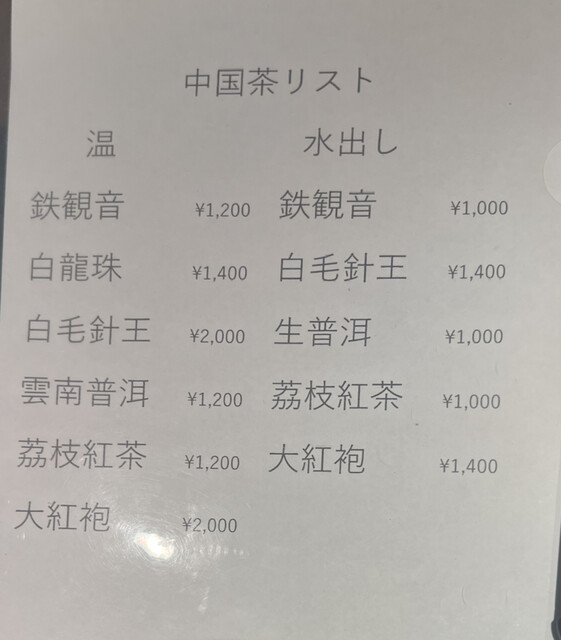 中国茶リスト
温 水出し
鉄観音 ¥1,200 鉄観音 ¥1,000
白龍珠 ¥1,400 白毛針王 ¥1,400
白毛針王 ¥2,000 生普洱 ¥1,000
雲南普洱 ¥1,200 荔枝紅茶 ¥1,000
荔枝紅茶 ¥1,200 大紅袍 ¥1,400
大紅袍 ¥2,000